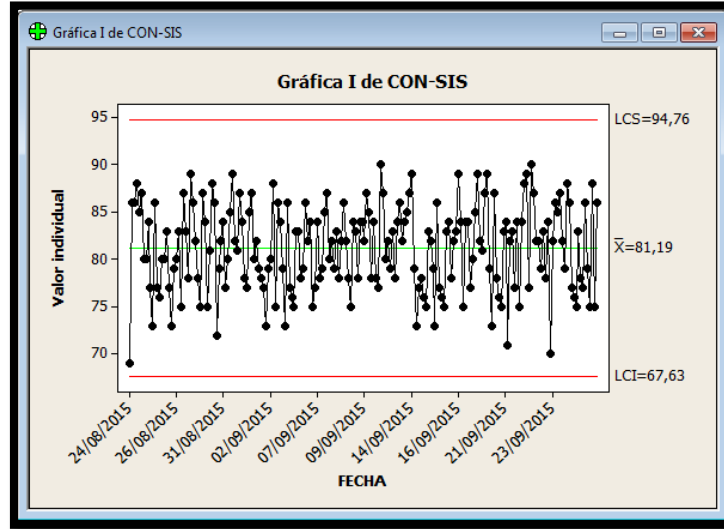 Gráfica I de CON-SIS
Gráfica I de CON-SIS
95
90
85
80
75
70
Valor individual
LCS=94,76
X̄=81,19
LCI=67,63
24/08/2015
26/08/2015
31/08/2015
02/09/2015
07/09/2015
09/09/2015
14/09/2015
16/09/2015
21/09/2015
23/09/2015
FECHA